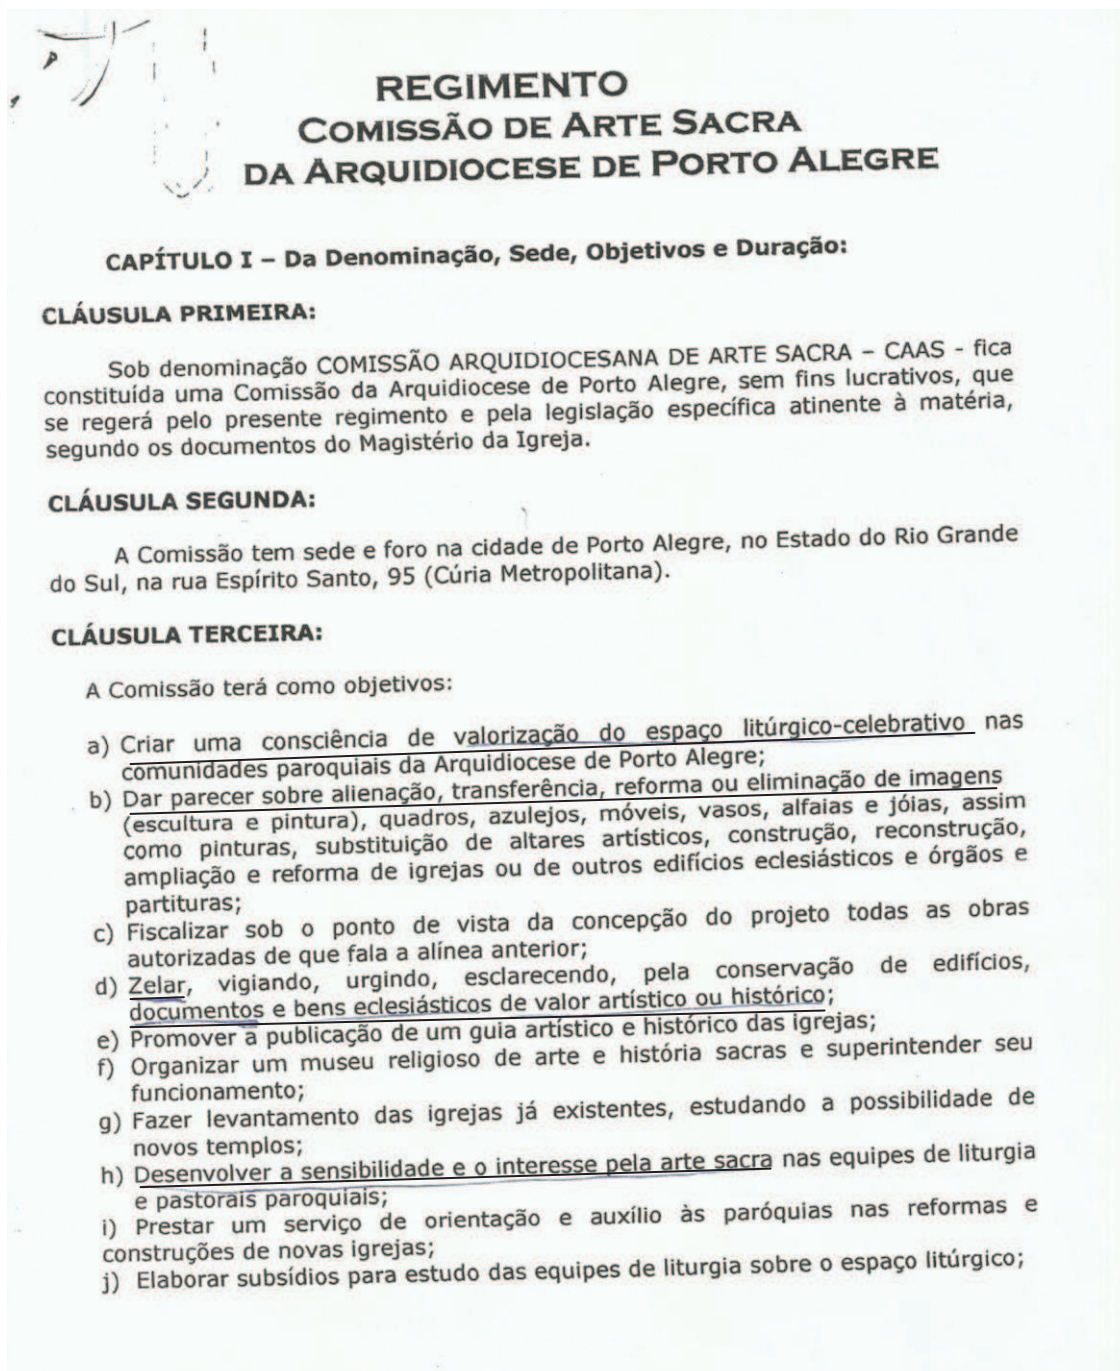 REGIMENTO
COMISSÃO DE ARTE SACRA
DA ARQUIDIOCESE DE PORTO ALEGRE
CAPÍTULO I – Da Denominação, Sede, Objetivos e Duração:
CLÁUSULA PRIMEIRA:
Sob denominação COMISSÃO ARQUIDIOCESANA DE ARTE SACRA – CAAS - fica
constituída uma Comissão da Arquidiocese de Porto Alegre, sem fins lucrativos, que
se regerá pelo presente regimento e pela legislação específica atinente à matéria,
segundo os documentos do Magistério da Igreja.
CLÁUSULA SEGUNDA:
A Comissão tem sede e foro na cidade de Porto Alegre, no Estado do Rio Grande
do Sul, na rua Espírito Santo, 95 (Cúria Metropolitana).
CLÁUSULA TERCEIRA:
A Comissão terá como objetivos:
a) Criar uma consciência de valorização do espaço litúrgico-celebrativo nas
comunidades paroquiais da Arquidiocese de Porto Alegre;
b) Dar parecer sobre alienação, transferência, reforma ou eliminação de imagens
(escultura e pintura), quadros, azulejos, móveis, vasos, alfaias e jóias, assim
como pinturas, substituição de altares artísticos, construção, reconstrução,
ampliação e reforma de igrejas ou de outros edifícios eclesiásticos e órgãos e
partituras;
c) Fiscalizar sob o ponto de vista da concepção do projeto todas as obras
autorizadas de que fala a alínea anterior;
d) Zelar, vigiando, urgindo, esclarecendo, pela conservação de edifícios,
documentos e bens eclesiásticos de valor artístico ou histórico;
e) Promover a publicação de um guia artístico e histórico das igrejas;
f) Organizar um museu religioso de arte e história sacras e superintender seu
funcionamento;
g) Fazer levantamento das igrejas já existentes, estudando a possibilidade de
novos templos;
h) Desenvolver a sensibilidade e o interesse pela arte sacra nas equipes de liturgia
e pastorais paroquiais;
i) Prestar um serviço de orientação e auxílio às paróquias nas reformas e
construções de novas igrejas;
j) Elaborar subsídios para estudo das equipes de liturgia sobre o espaço litúrgico;